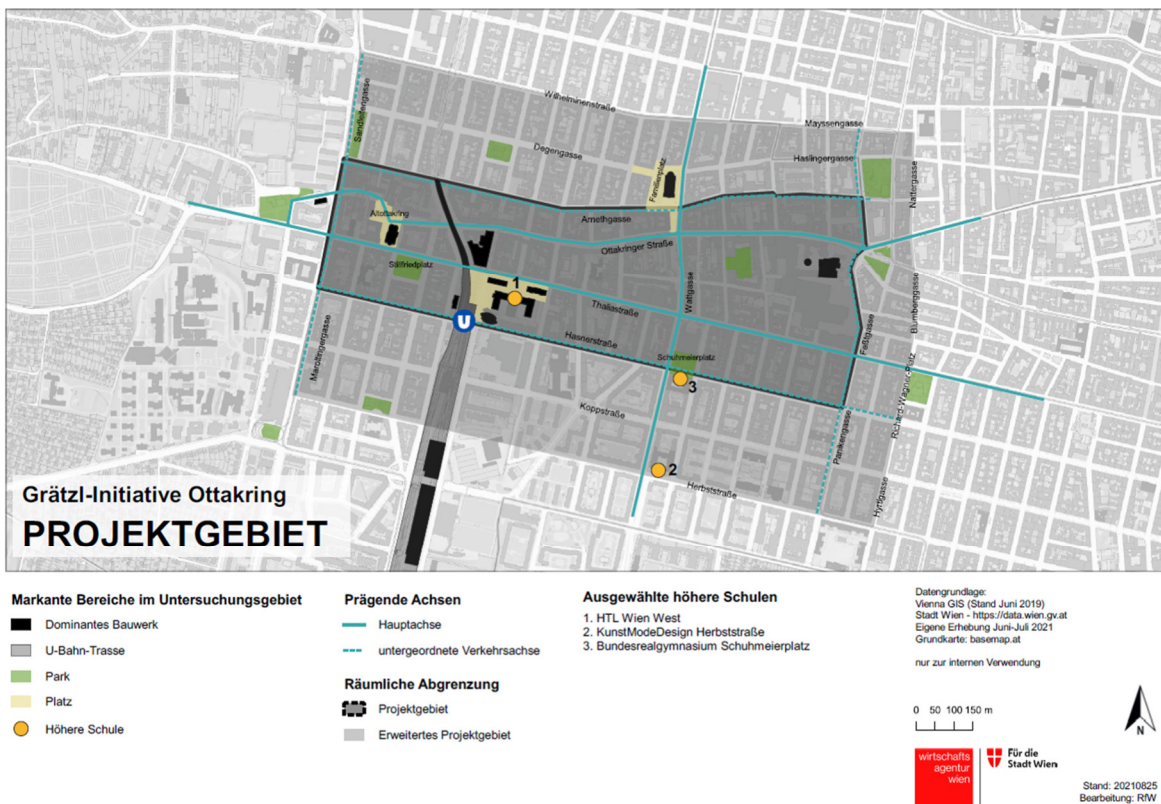 Wilhelminenstraße
Mayssengasse
Sandleitengasse
Degengasse
Haslingergasse
Familienplatz
Nattergasse
Altottakring
Arnethgasse
Ottakringer Straße
Stillfriedplatz
1
Thaliastraße
Wattgasse
Feßtgasse
Blumberggasse
U
Hasnerstraße
Marottingergasse
Schuhmeierplatz
3
Richard-Wagner-Platz
Koppstraße
Panikengasse
2
Herbststraße
Hyrtlgasse
Grätzl-Initiative Ottakring
PROJEKTGEBIET
Markante Bereiche im Untersuchungsgebiet
Dominantes Bauwerk
U-Bahn-Trasse
Park
Platz
Höhere Schule
Prägende Achsen
Hauptachse
untergeordnete Verkehrsachse
Räumliche Abgrenzung
Projektgebiet
Erweitertes Projektgebiet
Ausgewählte höhere Schulen
1. HTL Wien West
2. KunstModeDesign Herbststraße
3. Bundesrealgymnasium Schuhmeierplatz
Datengrundlage:
Vienna GIS (Stand Juni 2019)
Stadt Wien - https://data.wien.gv.at
Eigene Erhebung Juni-Juli 2021
Grundkarte: basemap.at
nur zur internen Verwendung
0 50 100 150 m
N
wirtschafts
agentur
wien
Für die
Stadt Wien
Stand: 20210825
Bearbeitung: RfW